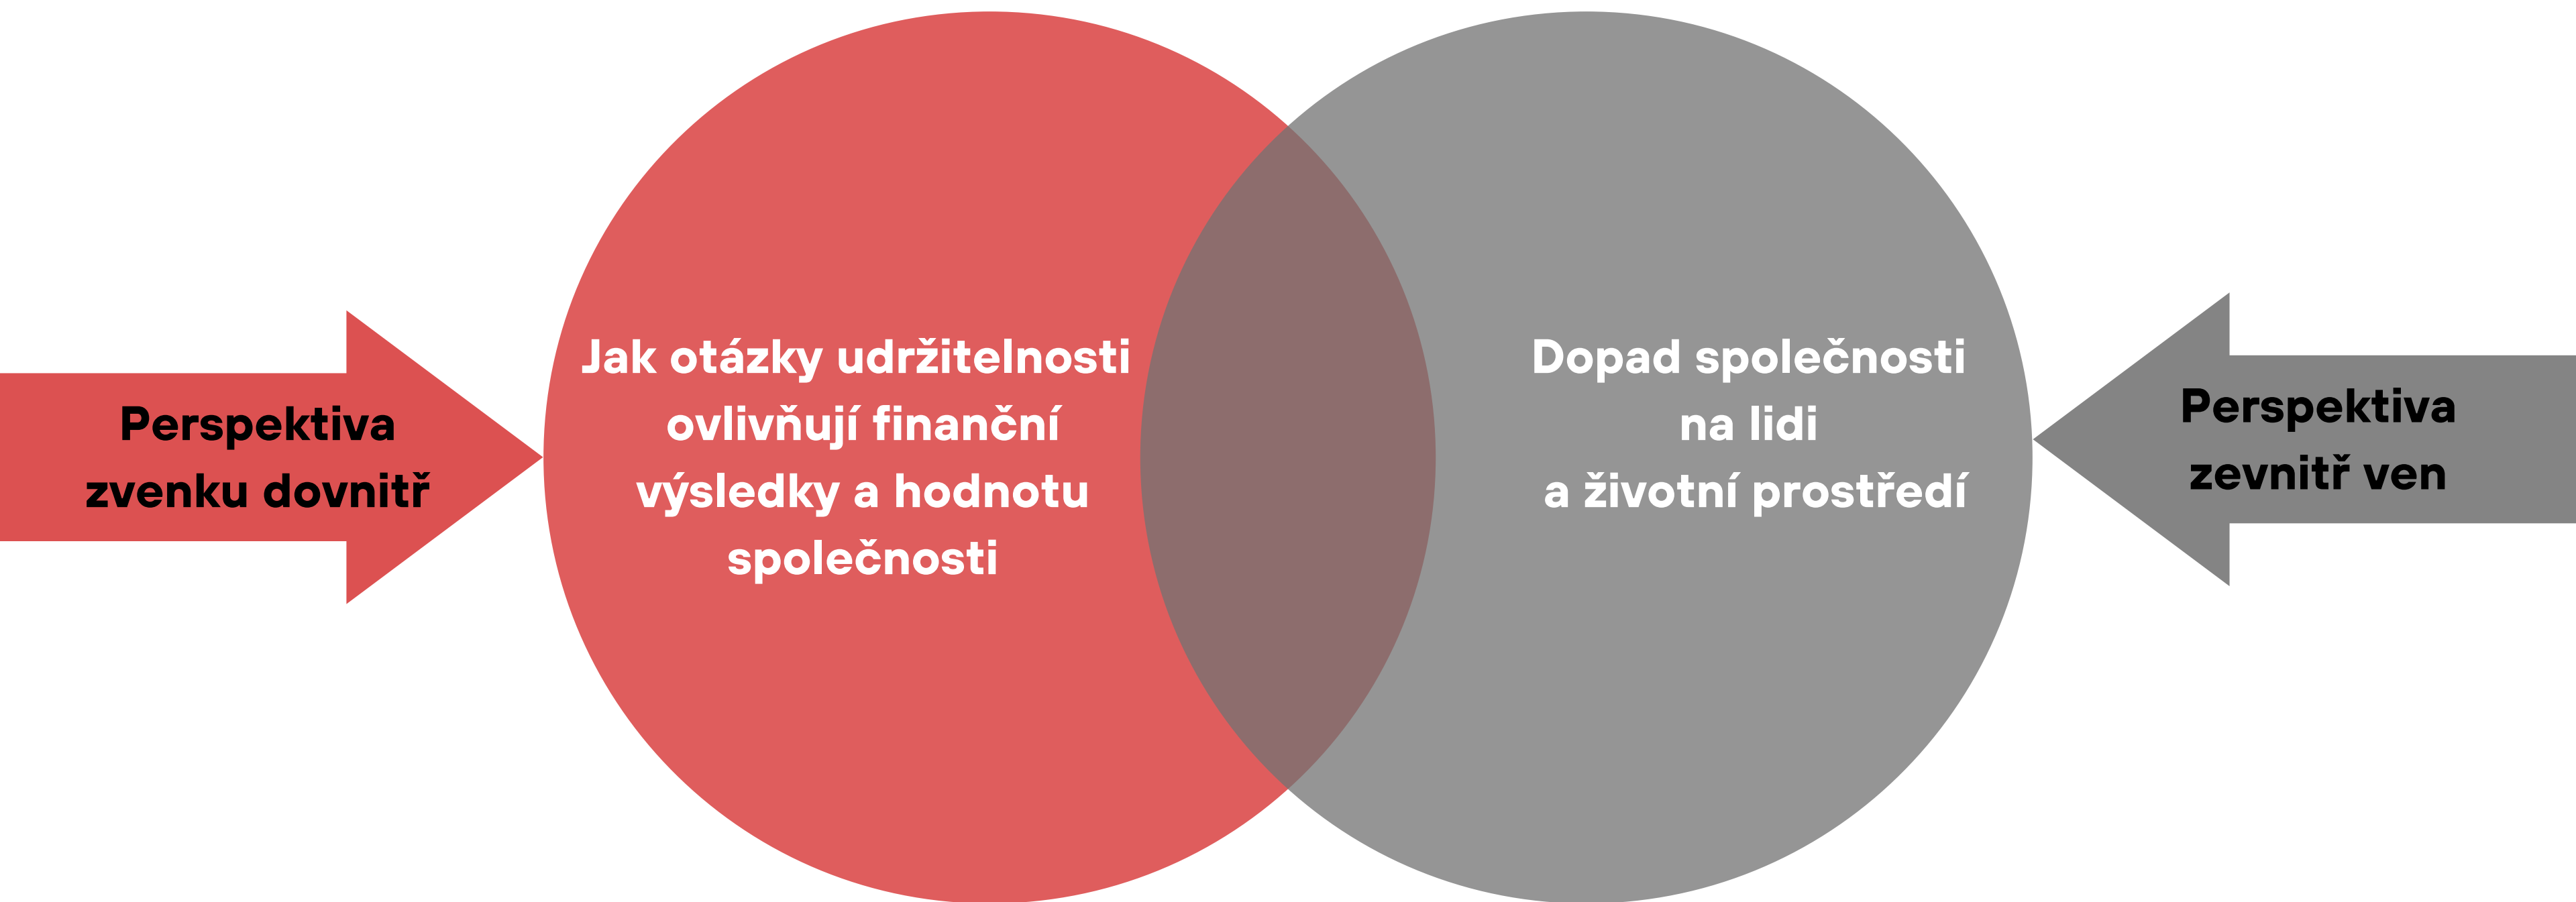 Perspektiva
zvenku dovnitř
Jak otázky udržitelnosti
ovlivňují finanční
výsledky a hodnotu
společnosti
Dopad společnosti
na lidi
a životní prostředí
Perspektiva
zevnitř ven